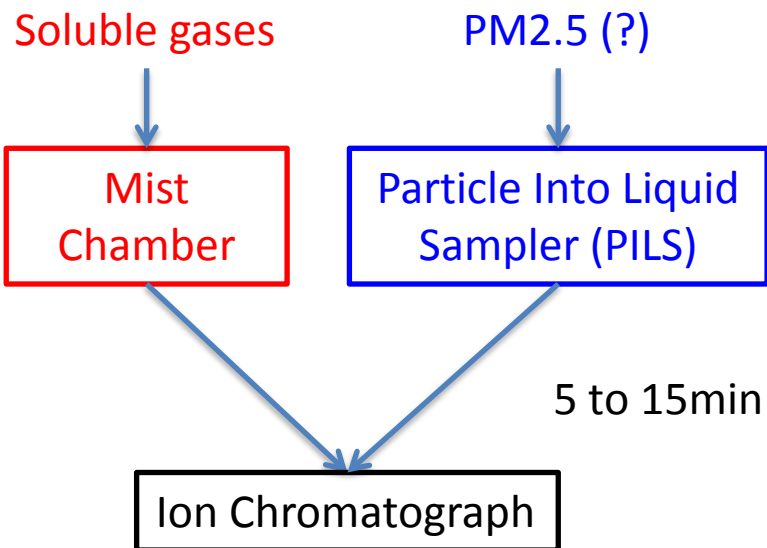 Soluble gases
PM2.5 (?)
Mist
Chamber
Particle Into Liquid
Sampler (PILS)
5 to 15min
Ion Chromatograph